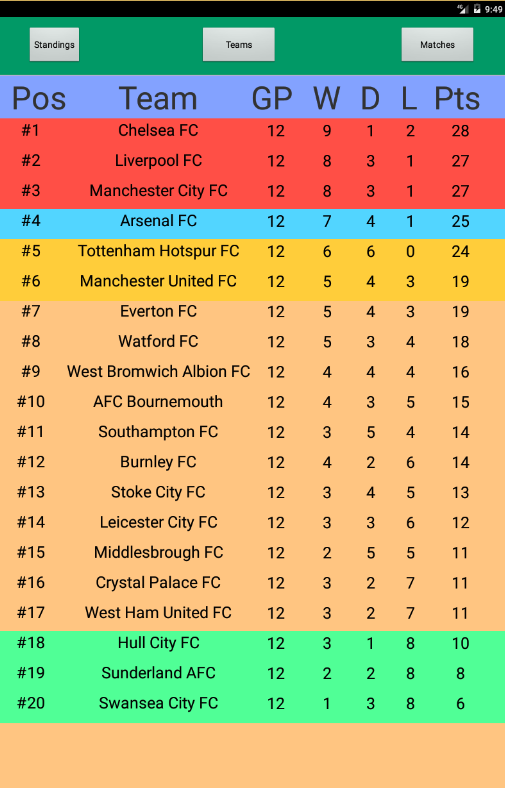 4G 9:49
Standings Teams Matches
Pos Team GP W D L Pts
#1 Chelsea FC 12 9 1 2 28
#2 Liverpool FC 12 8 3 1 27
#3 Manchester City FC 12 8 3 1 27
#4 Arsenal FC 12 7 4 1 25
#5 Tottenham Hotspur FC 12 6 6 0 24
#6 Manchester United FC 12 5 4 3 19
#7 Everton FC 12 5 4 3 19
#8 Watford FC 12 5 3 4 18
#9 West Bromwich Albion FC 12 4 4 4 16
#10 AFC Bournemouth 12 4 3 5 15
#11 Southampton FC 12 3 5 4 14
#12 Burnley FC 12 4 2 6 14
#13 Stoke City FC 12 3 4 5 13
#14 Leicester City FC 12 3 3 6 12
#15 Middlesbrough FC 12 2 5 5 11
#16 Crystal Palace FC 12 3 2 7 11
#17 West Ham United FC 12 3 2 7 11
#18 Hull City FC 12 3 1 8 10
#19 Sunderland AFC 12 2 2 8 8
#20 Swansea City FC 12 1 3 8 6